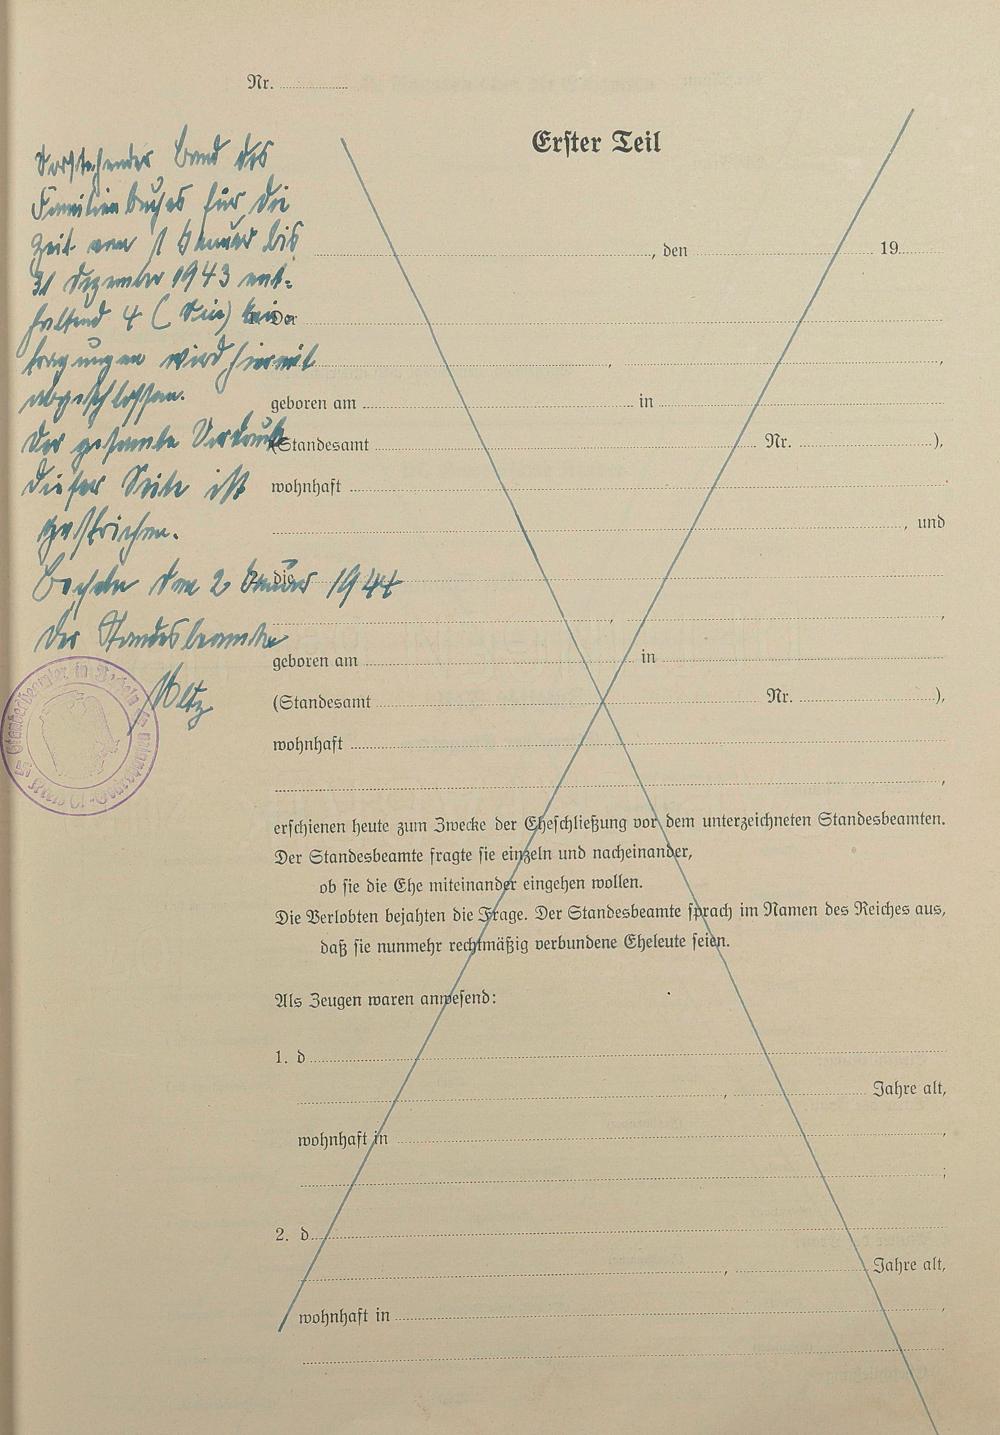 Nr.
Erster Teil
Vorstehender Band des
Familienbuches für die
Zeit vom 1 Januar bis
31 Dezember 1943 ent-
haltend 4 (Vier) Ein-
tragungen wird hiermit
abgeschlossen.
Der gesamte Vordruck
dieser Seite ist
gestrichen.
den 2 Januar 1944
Der Standesbeamte
, den 19
Der
,
geboren am in
(Standesamt Nr. ),
wohnhaft
, und
2. die
,
geboren am in
(Standesamt Nr. ),
wohnhaft
,
erschienen heute zum Zwecke der Eheschließung vor dem unterzeichneten Standesbeamten.
Der Standesbeamte fragte sie einzeln und nacheinander,
ob sie die Ehe miteinander eingehen wollen.
Die Verlobten bejahten die Frage. Der Standesbeamte sprach im Namen des Reiches aus,
daß sie nunmehr rechtmäßig verbundene Eheleute seien.
Als Zeugen waren anwesend:
1. d
, Jahre alt,
wohnhaft in ,
;
2. d
, Jahre alt,
wohnhaft in ,